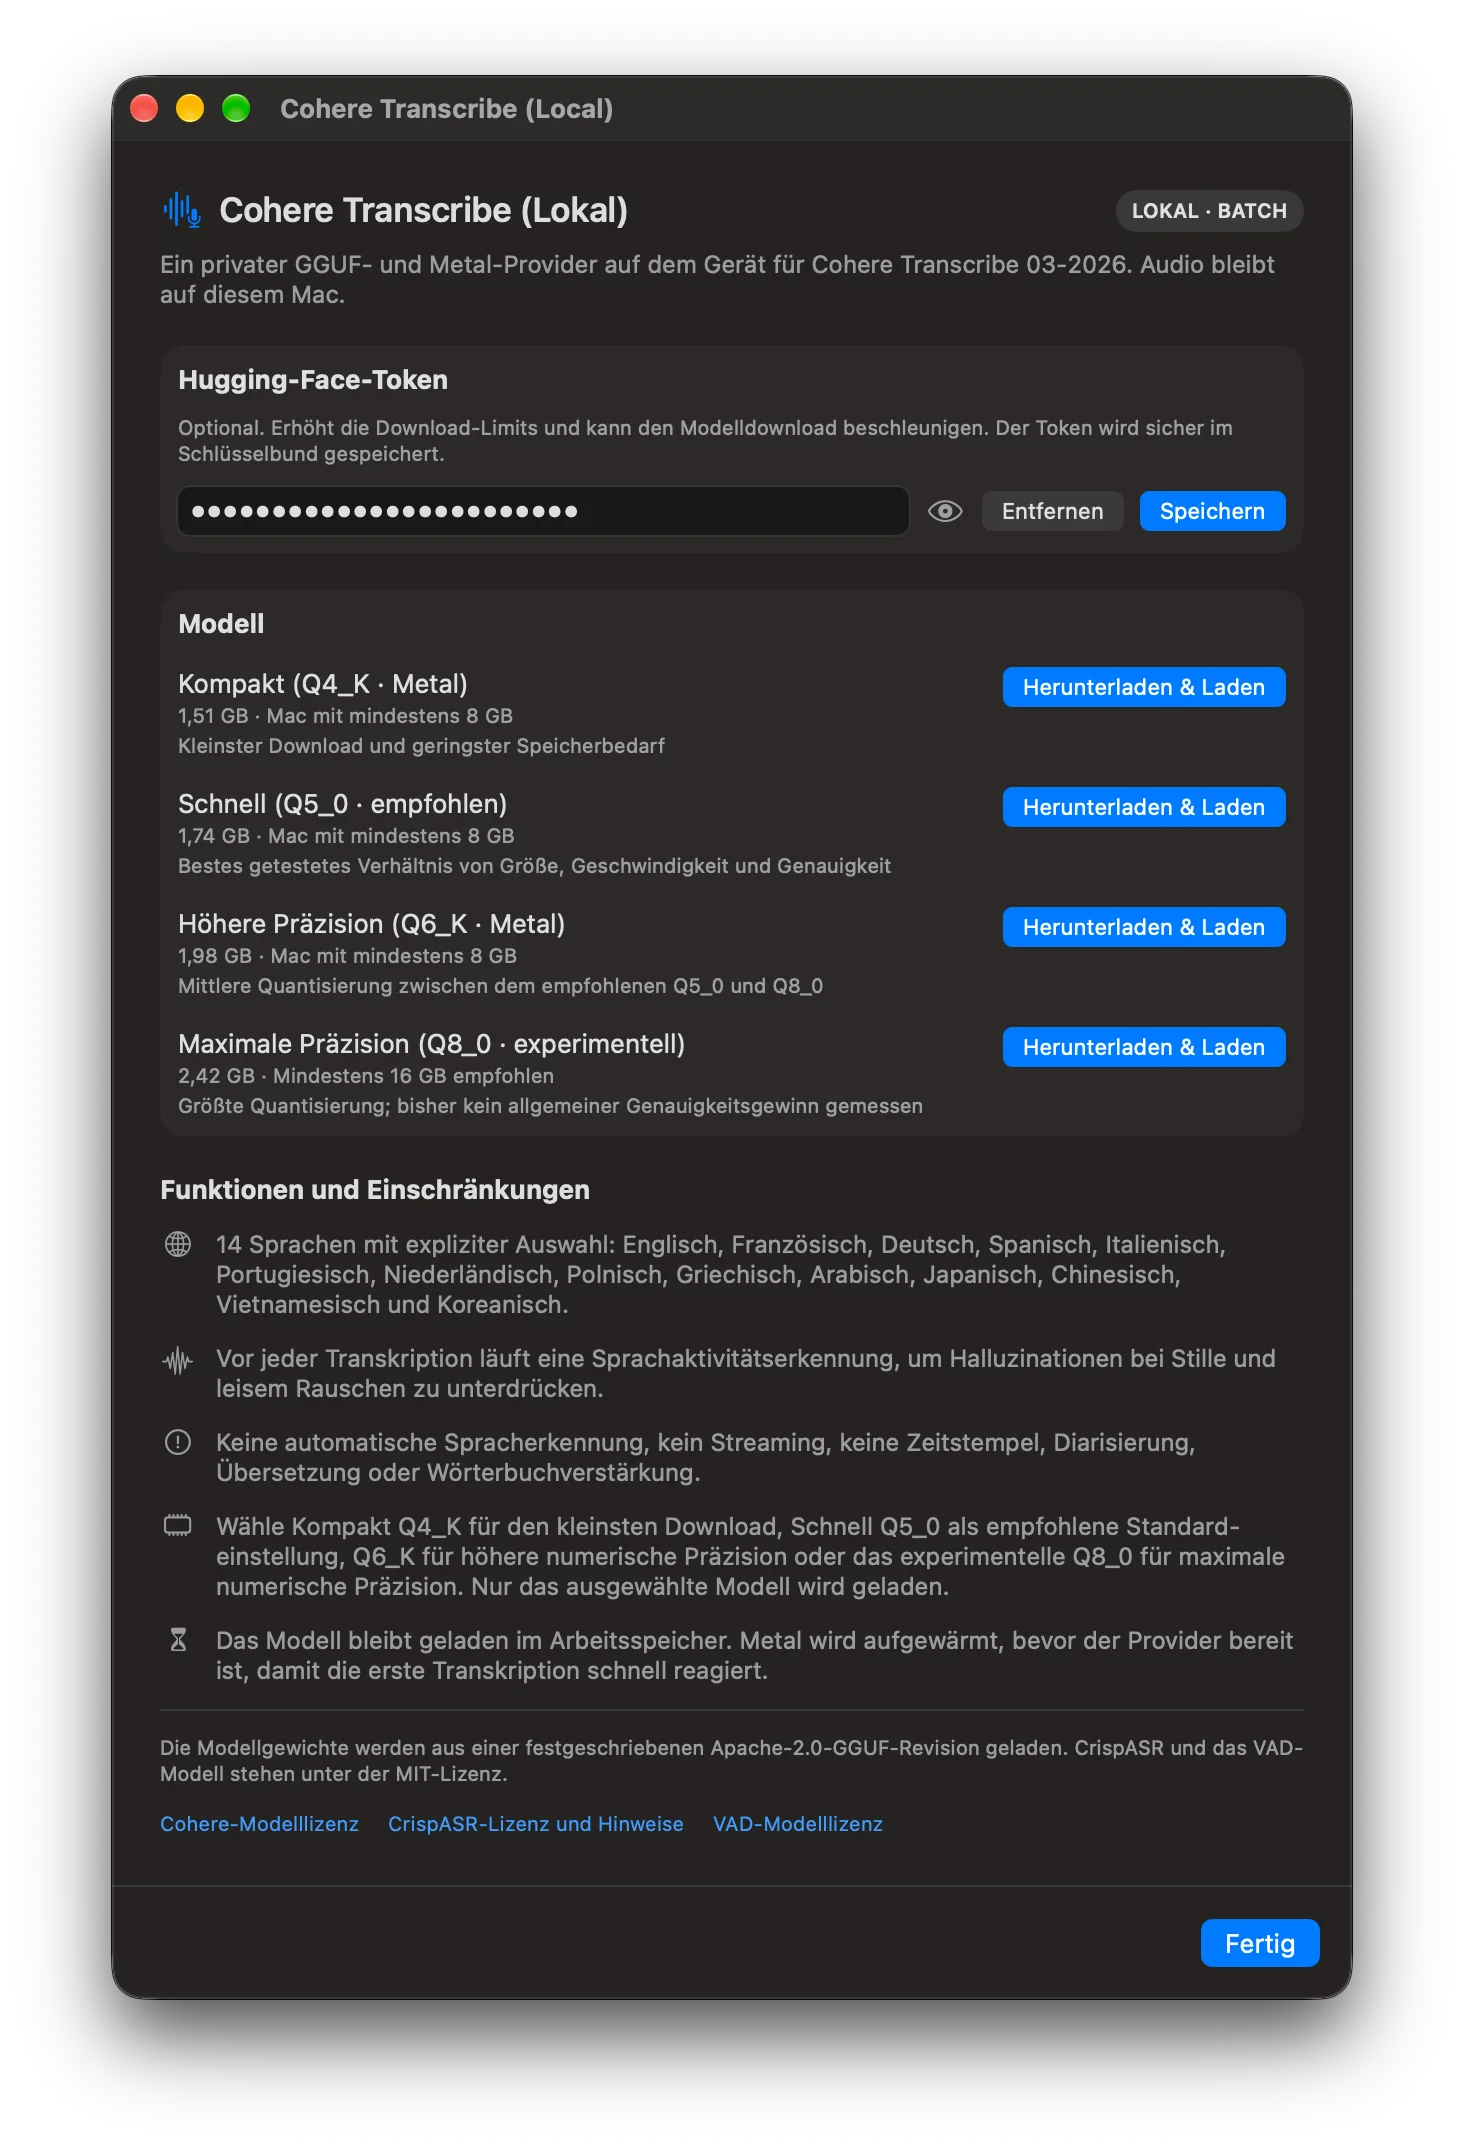 Cohere Transcribe (Local)
Cohere Transcribe (Lokal)
LOKAL · BATCH
Ein privater GGUF- und Metal-Provider auf dem Gerät für Cohere Transcribe 03-2026. Audio bleibt
auf diesem Mac.
Hugging-Face-Token
Optional. Erhöht die Download-Limits und kann den Modelldownload beschleunigen. Der Token wird sicher im
Schlüsselbund gespeichert.
Entfernen
Speichern
Modell
Kompakt (Q4_K · Metal)
Herunterladen & Laden
1,51 GB · Mac mit mindestens 8 GB
Kleinster Download und geringster Speicherbedarf
Schnell (Q5_0 · empfohlen)
Herunterladen & Laden
1,74 GB · Mac mit mindestens 8 GB
Bestes getestetes Verhältnis von Größe, Geschwindigkeit und Genauigkeit
Höhere Präzision (Q6_K · Metal)
Herunterladen & Laden
1,98 GB · Mac mit mindestens 8 GB
Mittlere Quantisierung zwischen dem empfohlenen Q5_0 und Q8_0
Maximale Präzision (Q8_0 · experimentell)
Herunterladen & Laden
2,42 GB · Mindestens 16 GB empfohlen
Größte Quantisierung; bisher kein allgemeiner Genauigkeitsgewinn gemessen
Funktionen und Einschränkungen
14 Sprachen mit expliziter Auswahl: Englisch, Französisch, Deutsch, Spanisch, Italienisch,
Portugiesisch, Niederländisch, Polnisch, Griechisch, Arabisch, Japanisch, Chinesisch,
Vietnamesisch und Koreanisch.
Vor jeder Transkription läuft eine Sprachaktivitätserkennung, um Halluzinationen bei Stille und
leisem Rauschen zu unterdrücken.
Keine automatische Spracherkennung, kein Streaming, keine Zeitstempel, Diarisierung,
Übersetzung oder Wörterbuchverstärkung.
Wähle Kompakt Q4_K für den kleinsten Download, Schnell Q5_0 als empfohlene Standard-
einstellung, Q6_K für höhere numerische Präzision oder das experimentelle Q8_0 für maximale
numerische Präzision. Nur das ausgewählte Modell wird geladen.
Das Modell bleibt geladen im Arbeitsspeicher. Metal wird aufgewärmt, bevor der Provider bereit
ist, damit die erste Transkription schnell reagiert.
Die Modellgewichte werden aus einer festgeschriebenen Apache-2.0-GGUF-Revision geladen. CrispASR und das VAD-
Modell stehen unter der MIT-Lizenz.
Cohere-Modelllizenz
CrispASR-Lizenz und Hinweise
VAD-Modelllizenz
Fertig